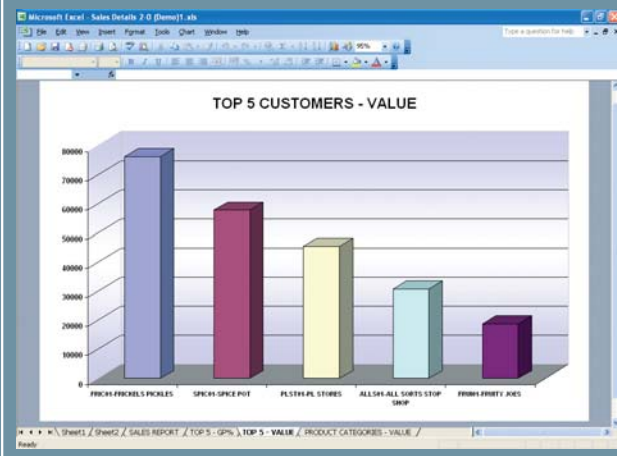 Microsoft Excel - Sales Details 2-0 [Demo]1.xls
File Edit View Insert Format Tools Chart Window Help
Type a question for help
95%
TOP 5 CUSTOMERS - VALUE
80000
70000
60000
50000
40000
30000
20000
10000
0
PRIC01-PRICKELS PICKLES
SPIC01-SPICE POT
PLST01-PL STORES
ALLS01-ALL SORTS STOP
SHOP
FRUI01-FRUITY JOES
Sheet1 / Sheet2 / SALES REPORT / TOP 5 - GP% / TOP 5 - VALUE / PRODUCT CATEGORIES - VALUE /
Ready